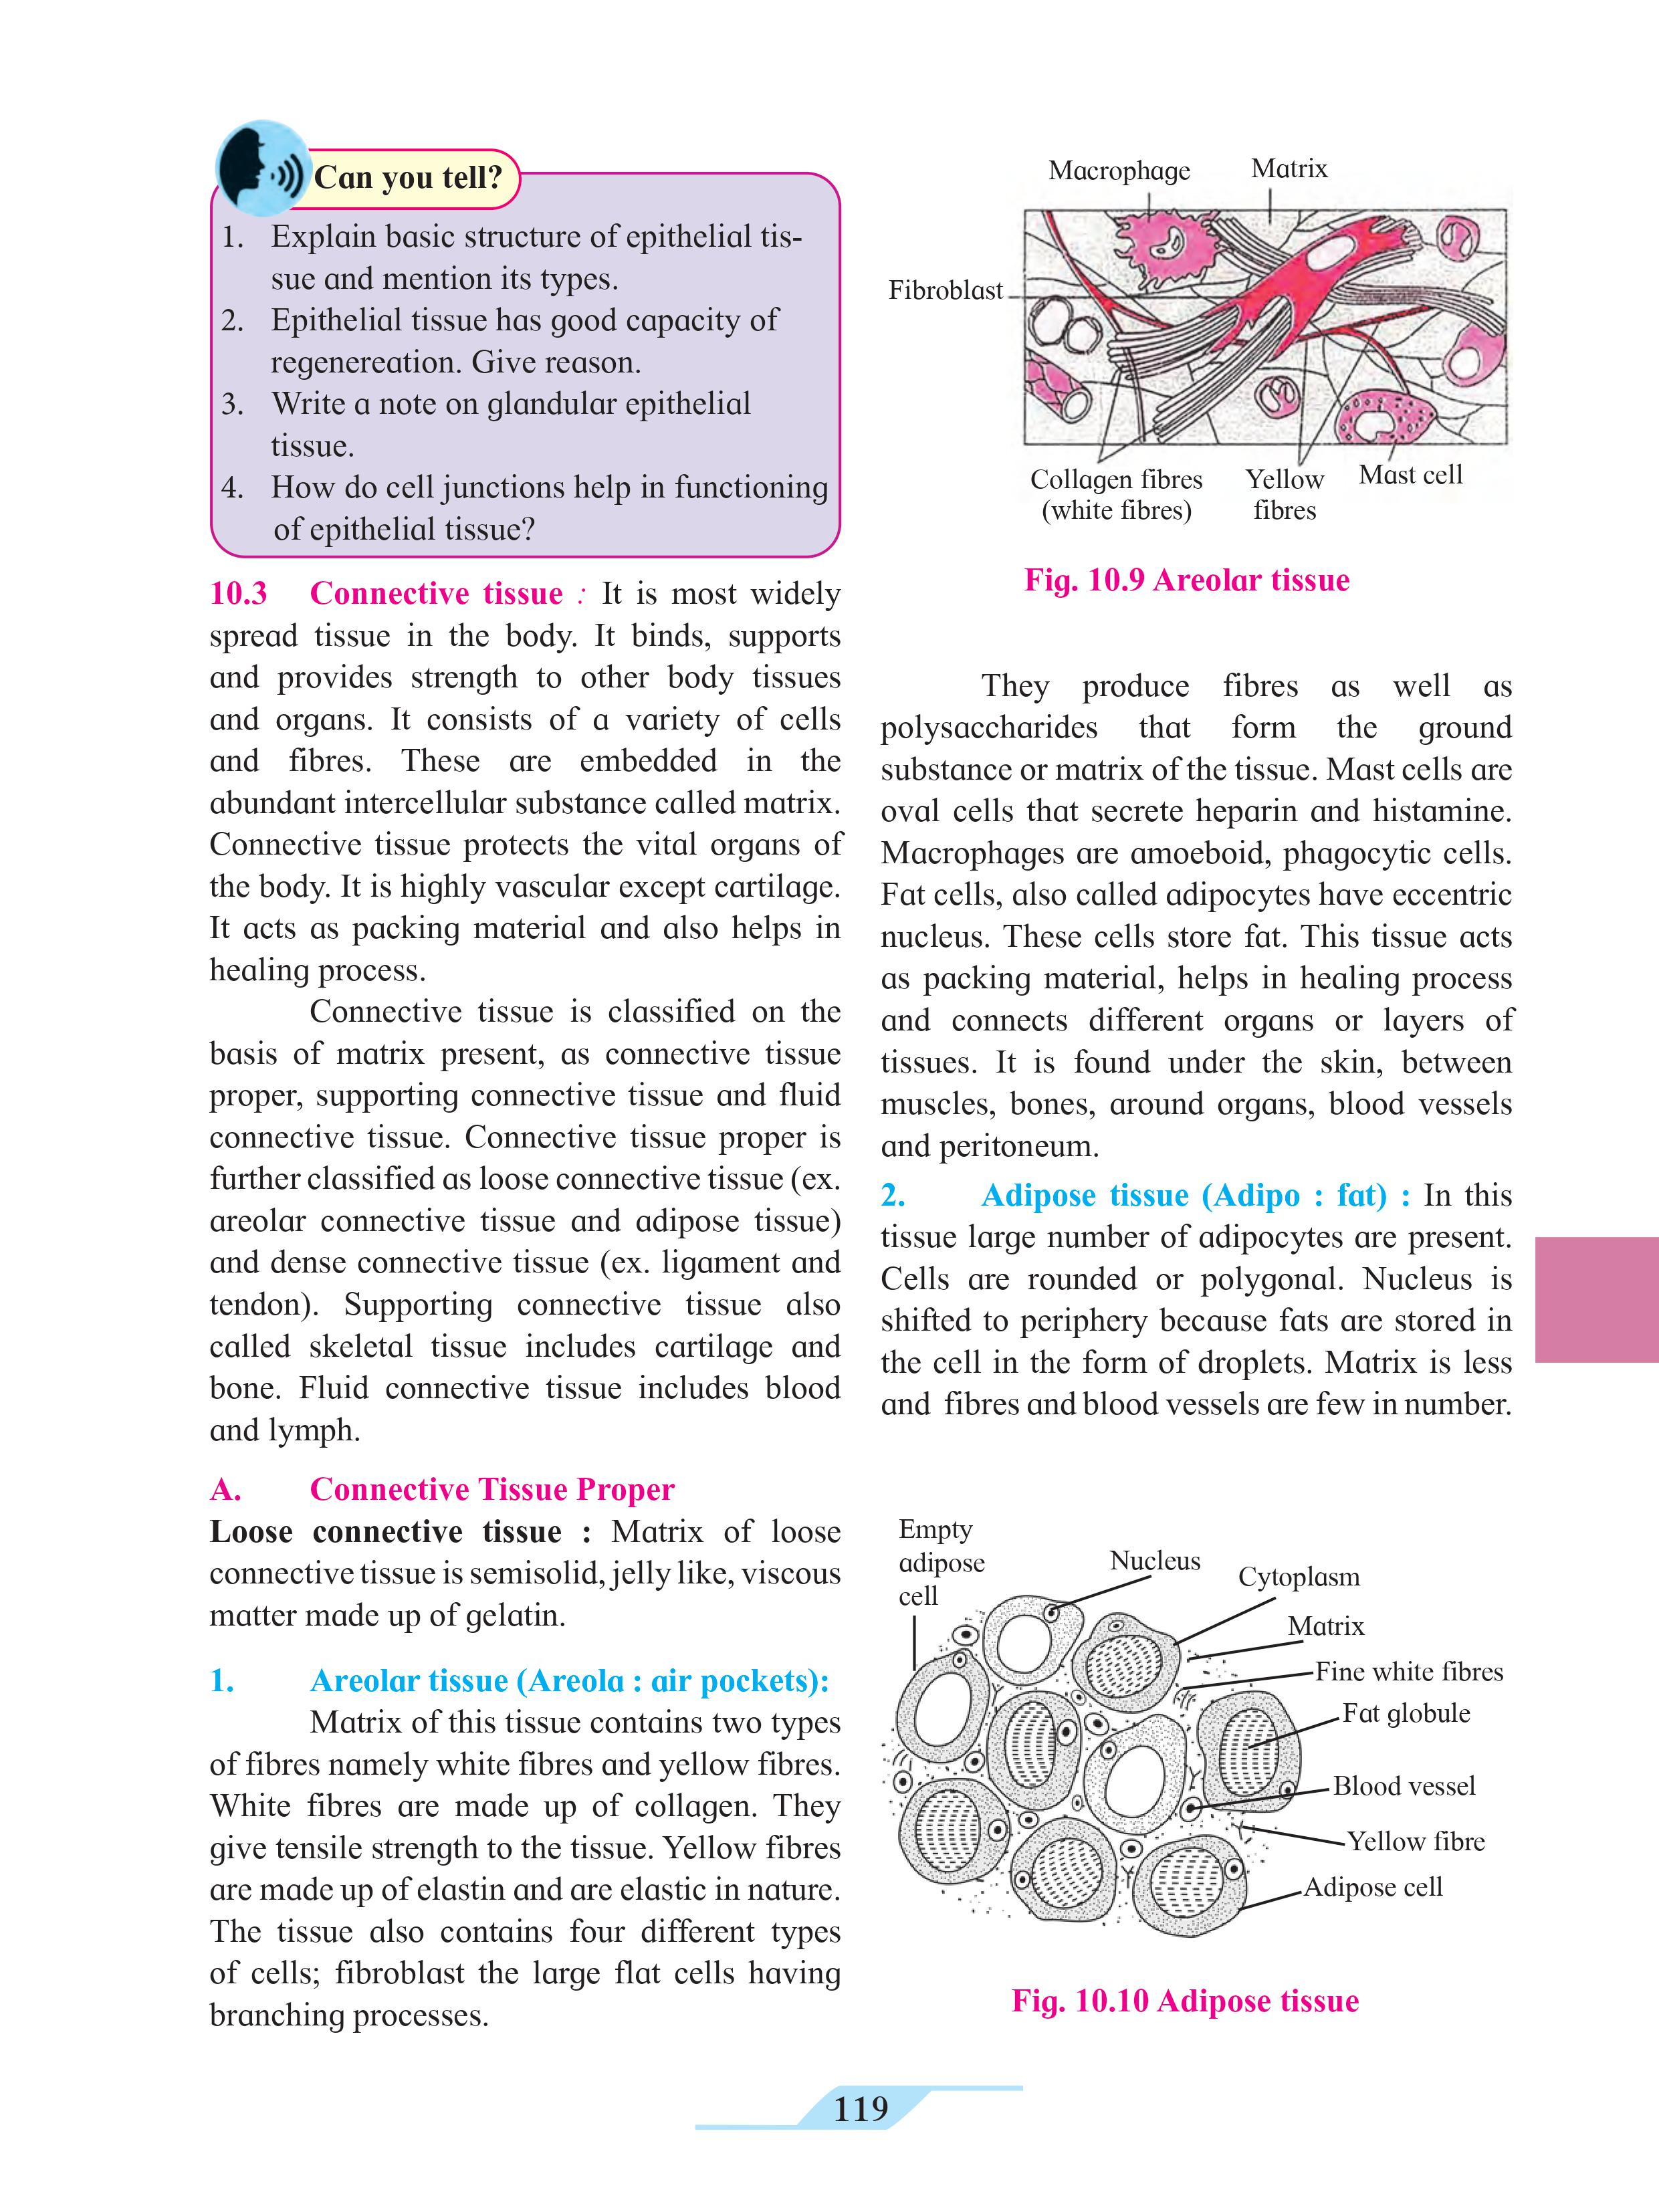 Can you tell?
1. Explain basic structure of epithelial tis-
sue and mention its types.
2. Epithelial tissue has good capacity of
regenereation. Give reason.
3. Write a note on glandular epithelial
tissue.
4. How do cell junctions help in functioning
of epithelial tissue?
10.3 Connective tissue : It is most widely
spread tissue in the body. It binds, supports
and provides strength to other body tissues
and organs. It consists of a variety of cells
and fibres. These are embedded in the
abundant intercellular substance called matrix.
Connective tissue protects the vital organs of
the body. It is highly vascular except cartilage.
It acts as packing material and also helps in
healing process.
Connective tissue is classified on the
basis of matrix present, as connective tissue
proper, supporting connective tissue and fluid
connective tissue. Connective tissue proper is
further classified as loose connective tissue (ex.
areolar connective tissue and adipose tissue)
and dense connective tissue (ex. ligament and
tendon). Supporting connective tissue also
called skeletal tissue includes cartilage and
bone. Fluid connective tissue includes blood
and lymph.
A. Connective Tissue Proper
Loose connective tissue : Matrix of loose
connective tissue is semisolid, jelly like, viscous
matter made up of gelatin.
1. Areolar tissue (Areola : air pockets):
Matrix of this tissue contains two types
of fibres namely white fibres and yellow fibres.
White fibres are made up of collagen. They
give tensile strength to the tissue. Yellow fibres
are made up of elastin and are elastic in nature.
The tissue also contains four different types
of cells; fibroblast the large flat cells having
branching processes.
Macrophage
Matrix
Fibroblast
Collagen fibres
(white fibres)
Yellow
fibres
Mast cell
Fig. 10.9 Areolar tissue
They produce fibres as well as
polysaccharides that form the ground
substance or matrix of the tissue. Mast cells are
oval cells that secrete heparin and histamine.
Macrophages are amoeboid, phagocytic cells.
Fat cells, also called adipocytes have eccentric
nucleus. These cells store fat. This tissue acts
as packing material, helps in healing process
and connects different organs or layers of
tissues. It is found under the skin, between
muscles, bones, around organs, blood vessels
and peritoneum.
2. Adipose tissue (Adipo : fat) : In this
tissue large number of adipocytes are present.
Cells are rounded or polygonal. Nucleus is
shifted to periphery because fats are stored in
the cell in the form of droplets. Matrix is less
and fibres and blood vessels are few in number.
Empty
adipose
cell
Nucleus
Cytoplasm
Matrix
Fine white fibres
Fat globule
Blood vessel
Yellow fibre
Adipose cell
Fig. 10.10 Adipose tissue
119